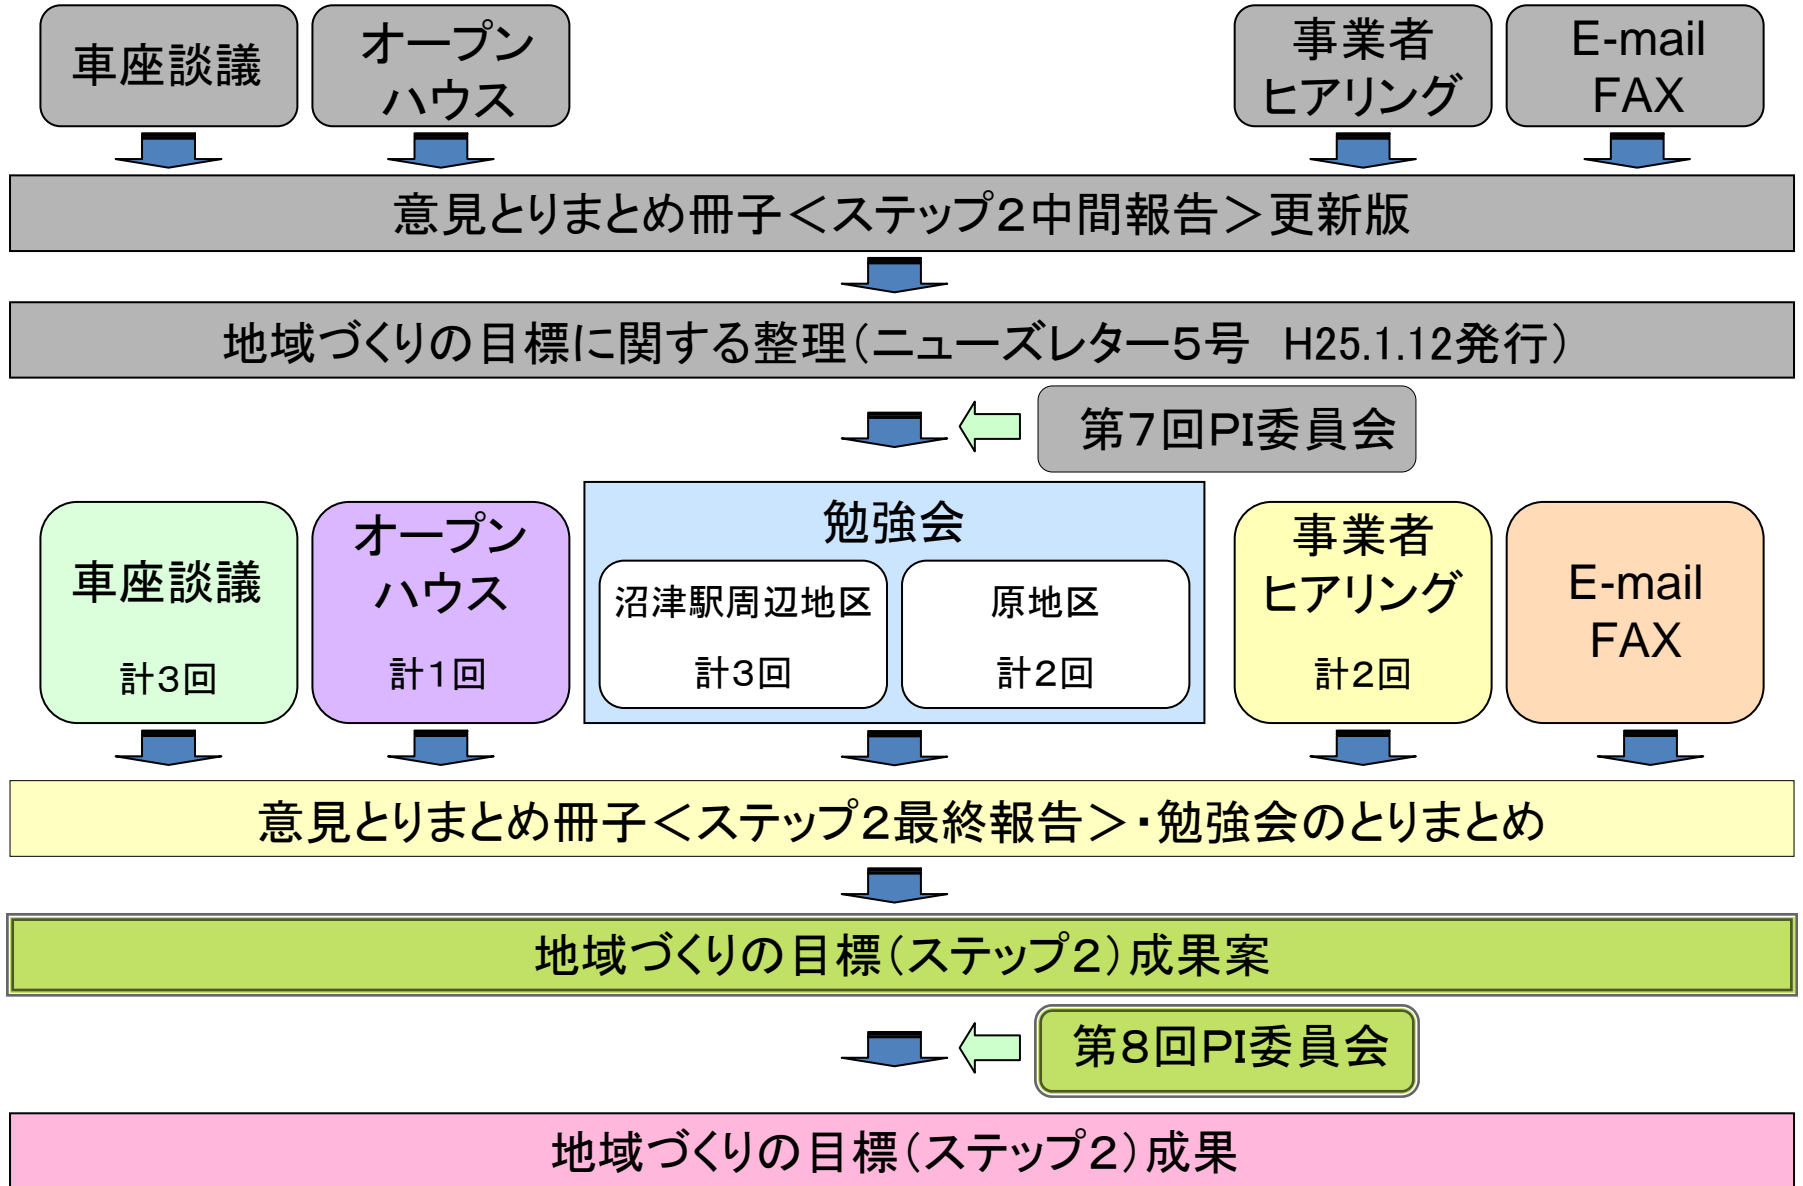 車座談議
オープン
ハウス
事業者
ヒアリング
E-mail
FAX
意見とりまとめ冊子＜ステップ２中間報告＞更新版
地域づくりの目標に関する整理（ニューズレター５号　H25.1.12発行）
第７回PI委員会
車座談議
計３回
オープン
ハウス
計１回
勉強会
沼津駅周辺地区
計３回
原地区
計２回
事業者
ヒアリング
計２回
E-mail
FAX
意見とりまとめ冊子＜ステップ２最終報告＞・勉強会のとりまとめ
地域づくりの目標（ステップ２）成果案
第８回PI委員会
地域づくりの目標（ステップ２）成果